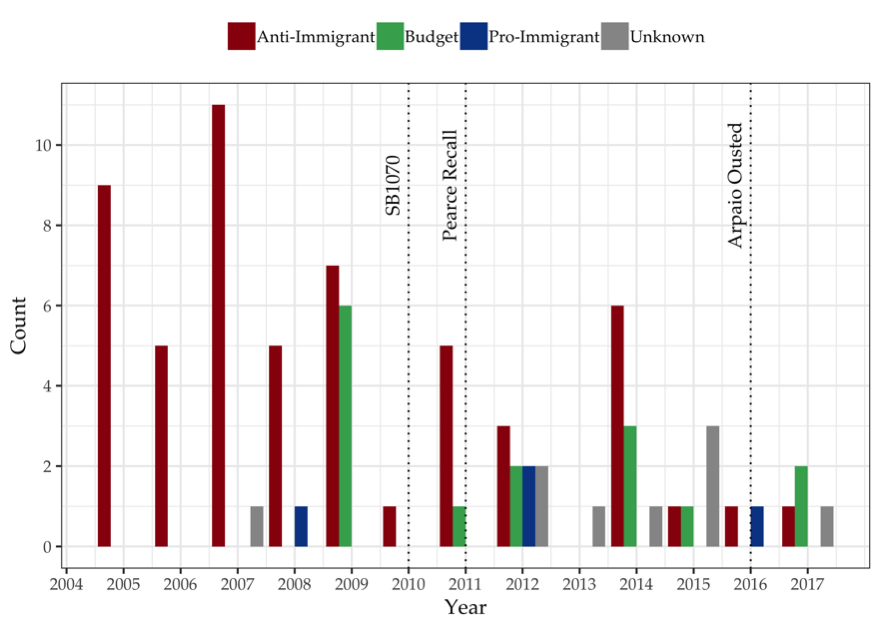 Anti-Immigrant Budget Pro-Immigrant Unknown
Count
10
8
6
4
2
0
SB1070
Pearce Recall
Arpaio Ousted
2004 2005 2006 2007 2008 2009 2010 2011 2012 2013 2014 2015 2016 2017
Year